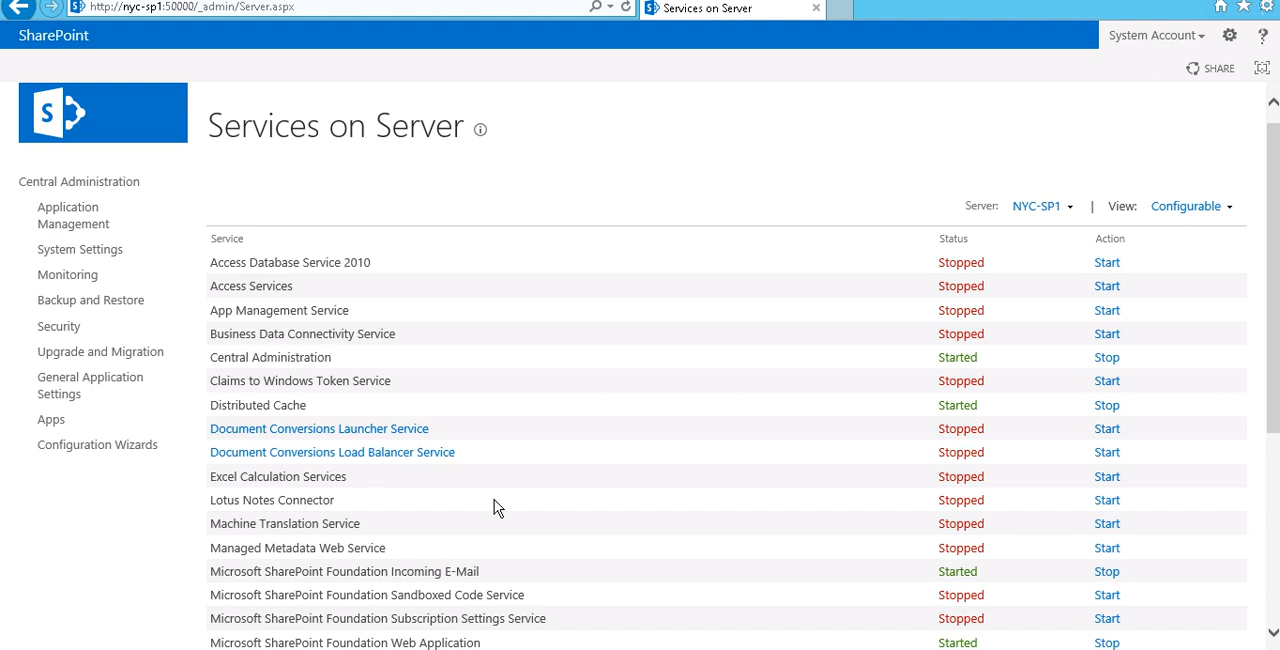 http://nyc-sp1:50000/_admin/Server.aspx
Services on Server
SharePoint
System Account
?
SHARE
S
Services on Server
Central Administration
Application
Management
System Settings
Monitoring
Backup and Restore
Security
Upgrade and Migration
General Application
Settings
Apps
Configuration Wizards
Server: NYC-SP1 | View: Configurable
Service Status Action
Access Database Service 2010 Stopped Start
Access Services Stopped Start
App Management Service Stopped Start
Business Data Connectivity Service Stopped Start
Central Administration Started Stop
Claims to Windows Token Service Stopped Start
Distributed Cache Started Stop
Document Conversions Launcher Service Stopped Start
Document Conversions Load Balancer Service Stopped Start
Excel Calculation Services Stopped Start
Lotus Notes Connector Stopped Start
Machine Translation Service Stopped Start
Managed Metadata Web Service Stopped Start
Microsoft SharePoint Foundation Incoming E-Mail Started Stop
Microsoft SharePoint Foundation Sandboxed Code Service Stopped Start
Microsoft SharePoint Foundation Subscription Settings Service Stopped Start
Microsoft SharePoint Foundation Web Application Started Stop